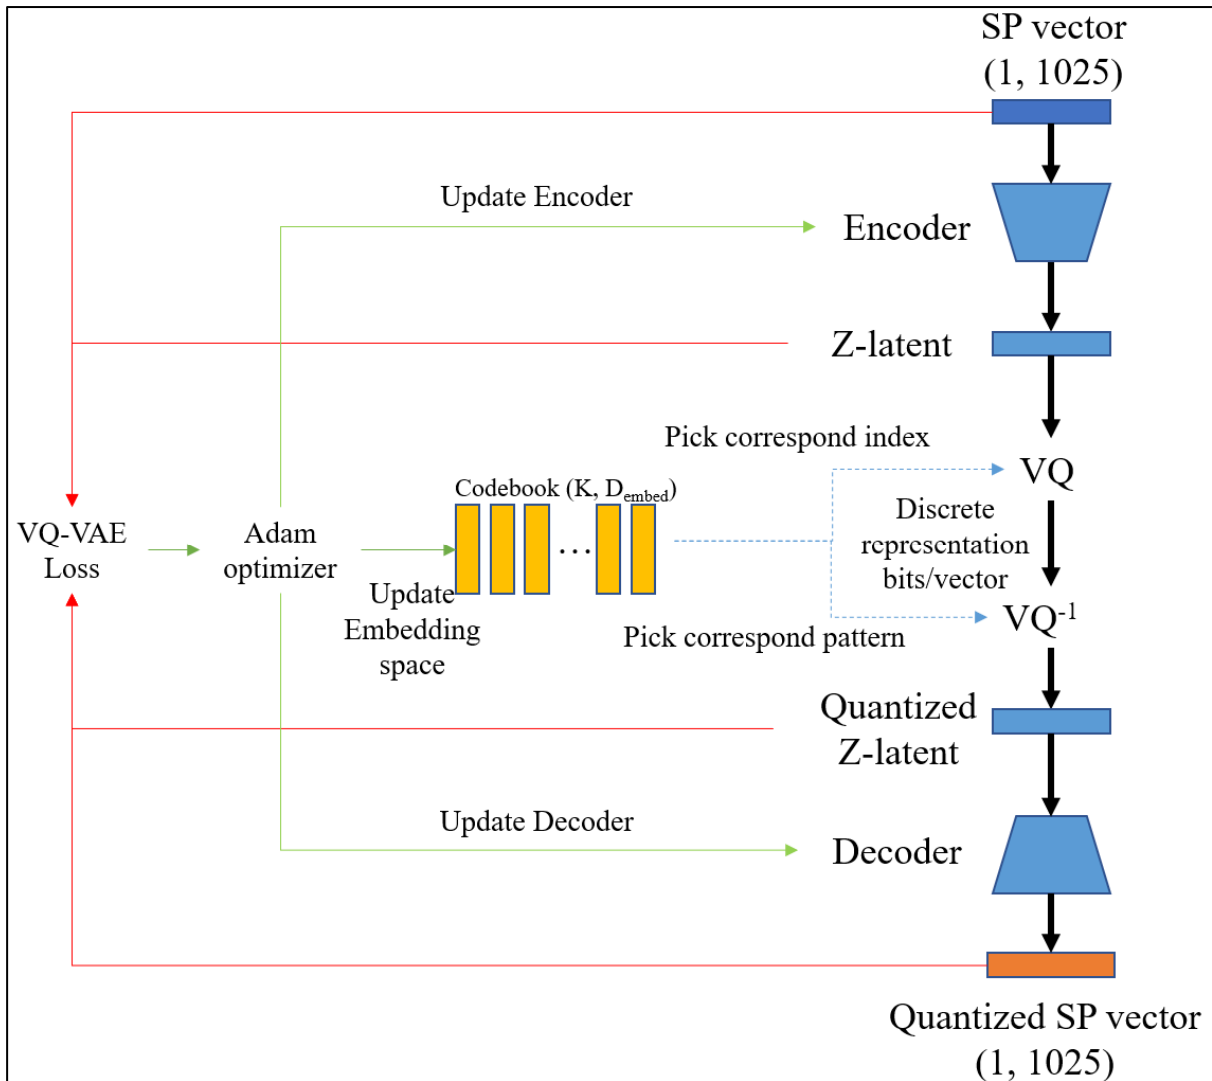 SP vector
(1, 1025)
Update Encoder
Encoder
Z-latent
Pick correspond index
VQ
Codebook (K, D_embed)
Discrete
representation
bits/vector
VQ-VAE
Loss
Adam
optimizer
...
Update
Embedding
space
Pick correspond pattern
VQ⁻¹
Quantized
Z-latent
Update Decoder
Decoder
Quantized SP vector
(1, 1025)